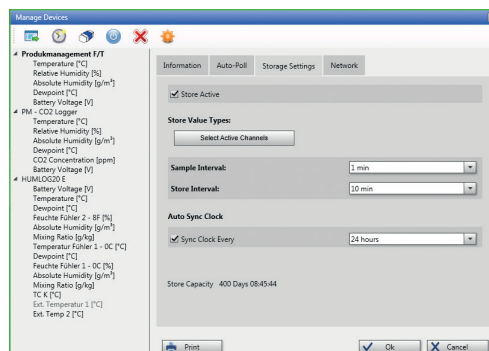 Manage Devices
Produkmanagement F/T
Temperature [°C]
Relative Humidity [%]
Absolute Humidity [g/m³]
Dewpoint [°C]
Battery Voltage [V]
PM - CO2 Logger
Temperature [°C]
Relative Humidity [%]
Absolute Humidity [g/m³]
Dewpoint [°C]
CO2 Concentration [ppm]
Battery Voltage [V]
HUMLOG20 E
Battery Voltage [V]
Temperature [°C]
Dewpoint [°C]
Feuchte Fühler 2 - 8F [%]
Absolute Humidity [g/m³]
Mixing Ratio [g/kg]
Temperatur Fühler 1 - 0C [°C]
Dewpoint [°C]
Feuchte Fühler 1 - 0C [%]
Absolute Humidity [g/m³]
Mixing Ratio [g/kg]
TC K [°C]
Ext. Temperatur 1 [°C]
Ext. Temp 2 [°C]
Information Auto-Poll Storage Settings Network
Store Active
Store Value Types:
Select Active Channels
Sample Interval: 1 min
Store Interval: 10 min
Auto Sync Clock
Sync Clock Every 24 hours
Store Capacity 400 Days 08:45:44
Print Ok Cancel